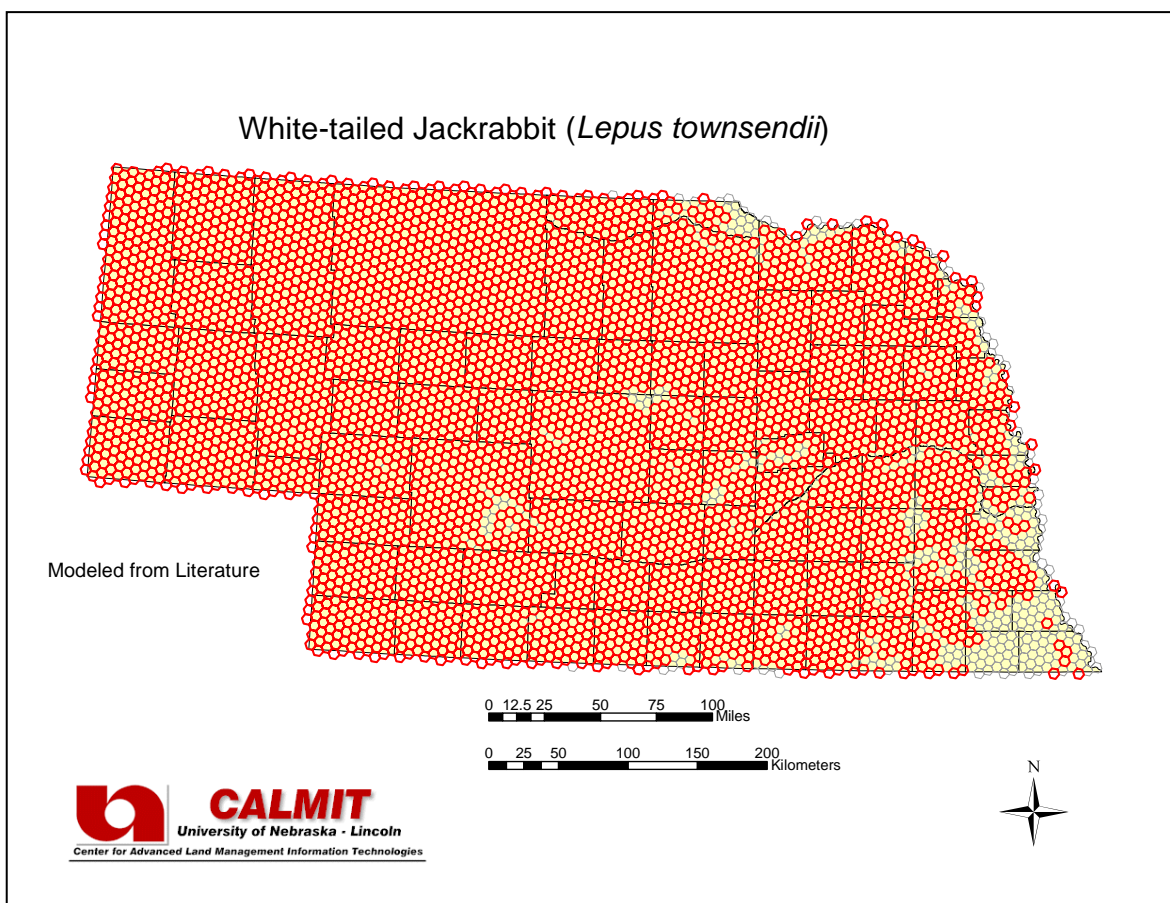 White-tailed Jackrabbit (Lepus townsendii)
Modeled from Literature
0 12.5 25 50 75 100
Miles
0 25 50 100 150 200
Kilometers
N
CALMIT
University of Nebraska - Lincoln
Center for Advanced Land Management Information Technologies